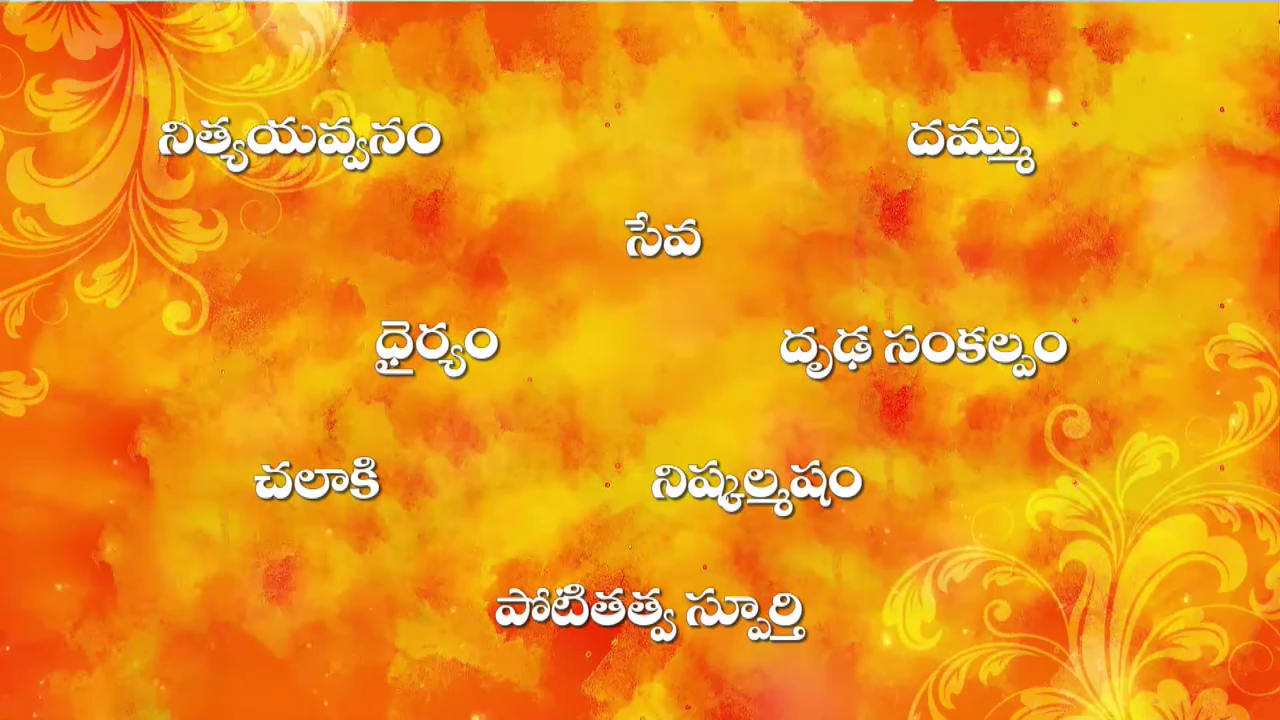 నిత్యయవ్వనం
దమ్ము
సేవ
ధైర్యం
దృఢ సంకల్పం
చలాకి
నిష్కల్మషం
పోటితత్వ స్పూర్తి